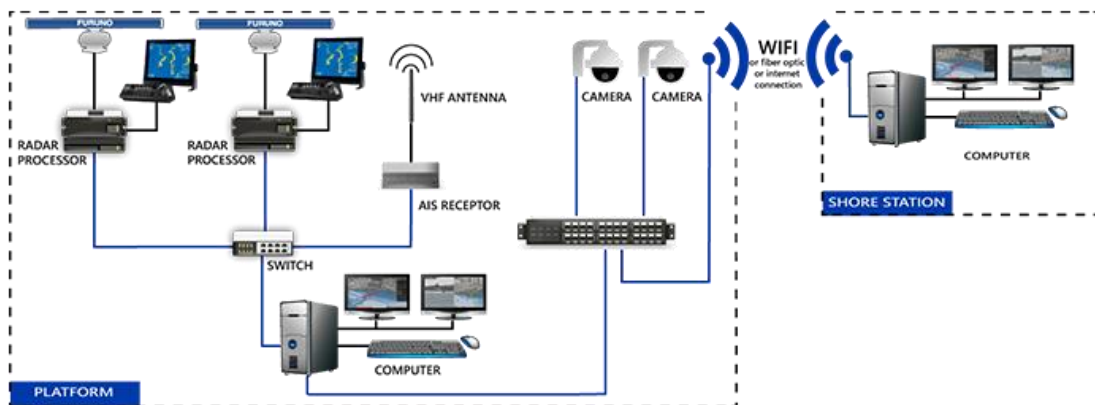 FURUNO
FURUNO
WIFI
or fiber optic
or internet
connection
VHF ANTENNA
CAMERA
CAMERA
RADAR
PROCESSOR
RADAR
PROCESSOR
COMPUTER
AIS RECEPTOR
SHORE STATION
SWITCH
COMPUTER
PLATFORM